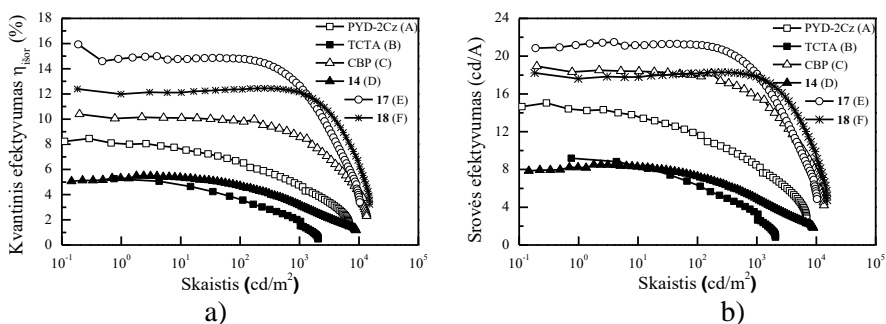 Kvantinis efektyvumas ηišor (%)
16
14
12
10
8
6
4
2
0
10-1 100 101 102 103 104 105
Skaistis (cd/m2)
PYD-2Cz (A)
TCTA (B)
CBP (C)
14 (D)
17 (E)
18 (F)
a)
Srovės efektyvumas (cd/A)
24
20
16
12
8
4
0
10-1 100 101 102 103 104 105
Skaistis (cd/m2)
PYD-2Cz (A)
TCTA (B)
CBP (C)
14 (D)
17 (E)
18 (F)
b)